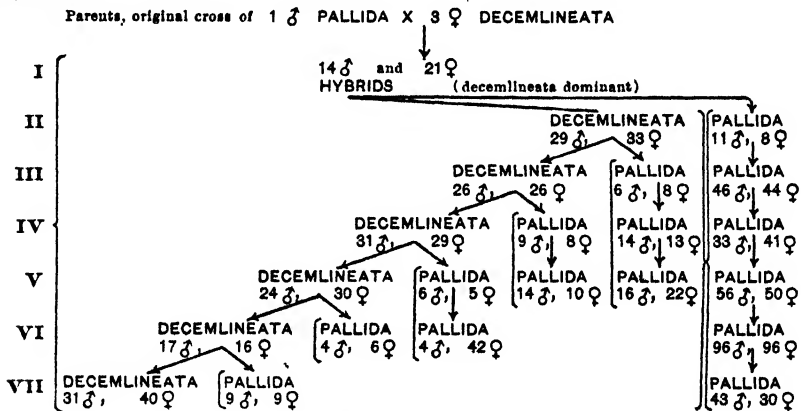 Parents, original cross of 1 ♂ PALLIDA X 3 ♀ DECEMLINEATA
I 14♂ and 21♀
HYBRIDS (decemlineata dominant)
II DECEMLINEATA PALLIDA
29♂, 33♀ 11♂, 8♀
III DECEMLINEATA PALLIDA PALLIDA
26♂, 26♀ 6♂, 8♀ 46♂, 44♀
IV DECEMLINEATA PALLIDA PALLIDA PALLIDA
31♂, 29♀ 9♂, 8♀ 14♂, 13♀ 33♂, 41♀
V DECEMLINEATA PALLIDA PALLIDA PALLIDA PALLIDA
24♂, 30♀ 6♂, 5♀ 14♂, 10♀ 16♂, 22♀ 56♂, 50♀
VI DECEMLINEATA PALLIDA PALLIDA PALLIDA
17♂, 16♀ 4♂, 6♀ 4♂, 42♀ 96♂, 96♀
VII DECEMLINEATA PALLIDA PALLIDA
31♂, 40♀ 9♂, 9♀ 43♂, 30♀